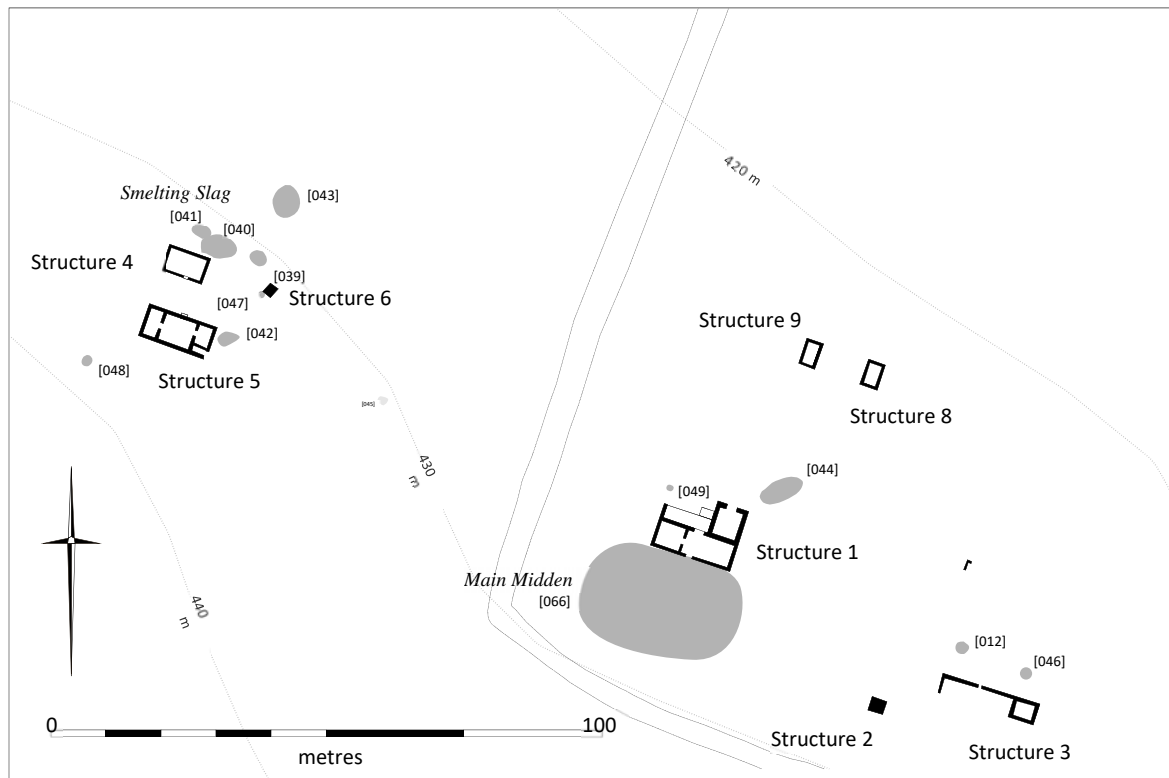 420 m
Smelting Slag
[043]
[041]
[040]
Structure 4
[039]
[047]
Structure 6
[042]
[048]
Structure 5
[045]
430
m
Structure 9
Structure 8
[044]
[049]
Structure 1
Main Midden
[066]
440
m
[012]
[046]
0
100
metres
Structure 2
Structure 3